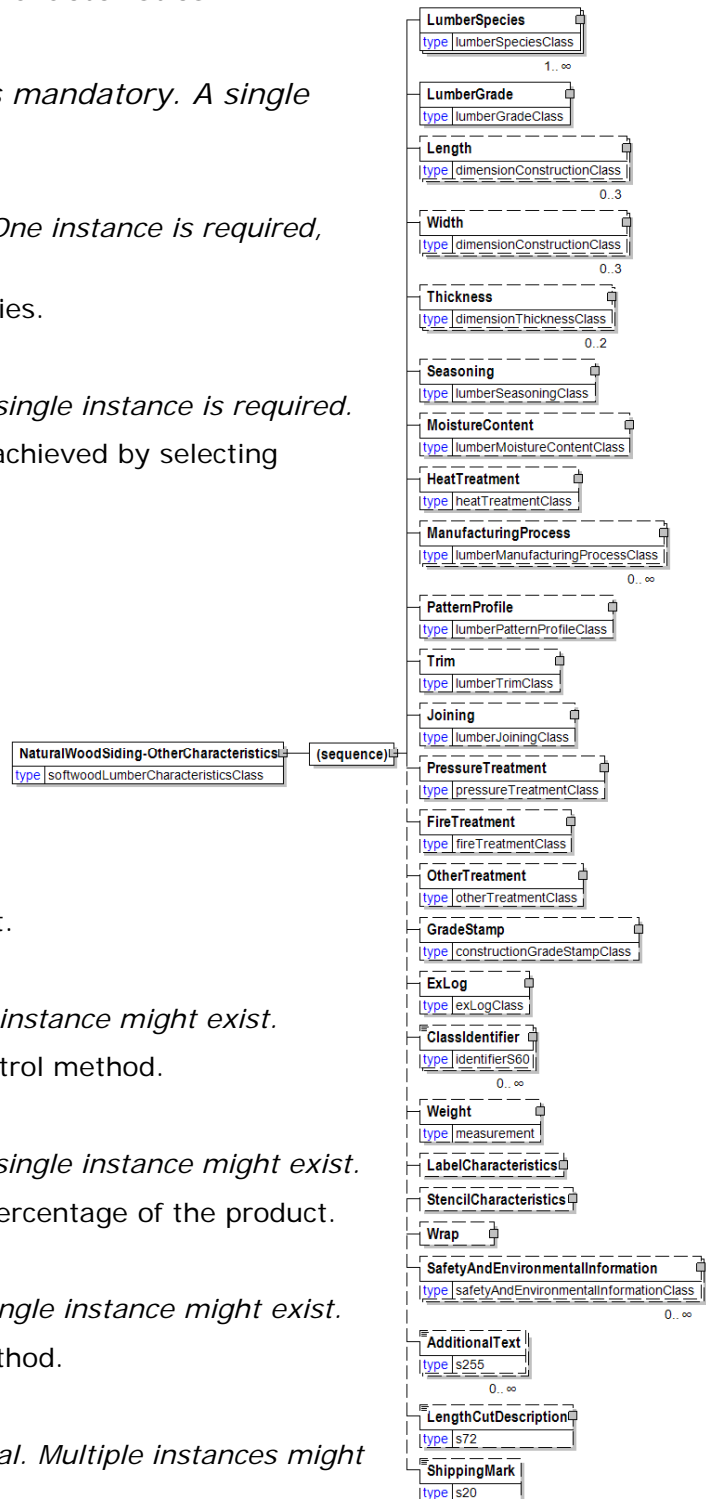 s mandatory. A single
One instance is required,
ies.
single instance is required.
achieved by selecting
t.
instance might exist.
trol method.
single instance might exist.
ercentage of the product.
ngle instance might exist.
thod.
al. Multiple instances might
NaturalWoodSiding-OtherCharacteristics
type softwoodLumberCharacteristicsClass
(sequence)
LumberSpecies
type lumberSpeciesClass
1..∞
LumberGrade
type lumberGradeClass
Length
type dimensionConstructionClass
0..3
Width
type dimensionConstructionClass
0..3
Thickness
type dimensionThicknessClass
0..2
Seasoning
type lumberSeasoningClass
MoistureContent
type lumberMoistureContentClass
HeatTreatment
type heatTreatmentClass
ManufacturingProcess
type lumberManufacturingProcessClass
0..∞
PatternProfile
type lumberPatternProfileClass
Trim
type lumberTrimClass
Joining
type lumberJoiningClass
PressureTreatment
type pressureTreatmentClass
FireTreatment
type fireTreatmentClass
OtherTreatment
type otherTreatmentClass
GradeStamp
type constructionGradeStampClass
ExLog
type exLogClass
ClassIdentifier
type identifierS60
0..∞
Weight
type measurement
LabelCharacteristics
StencilCharacteristics
Wrap
SafetyAndEnvironmentalInformation
type safetyAndEnvironmentalInformationClass
0..∞
AdditionalText
type s255
0..∞
LengthCutDescription
type s72
ShippingMark
type s20